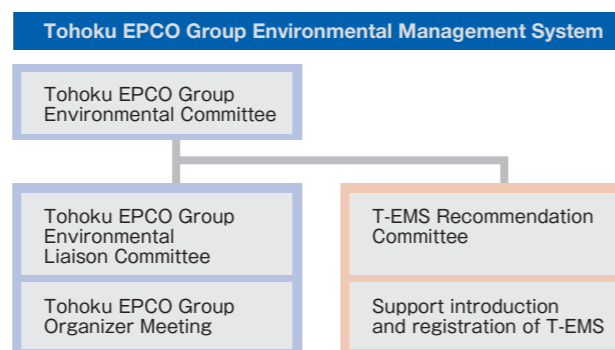 Tohoku EPCO Group Environmental Management System
Tohoku EPCO Group
Environmental Committee
Tohoku EPCO Group
Environmental
Liaison Committee
Tohoku EPCO Group
Organizer Meeting
T-EMS Recommendation
Committee
Support introduction
and registration of T-EMS